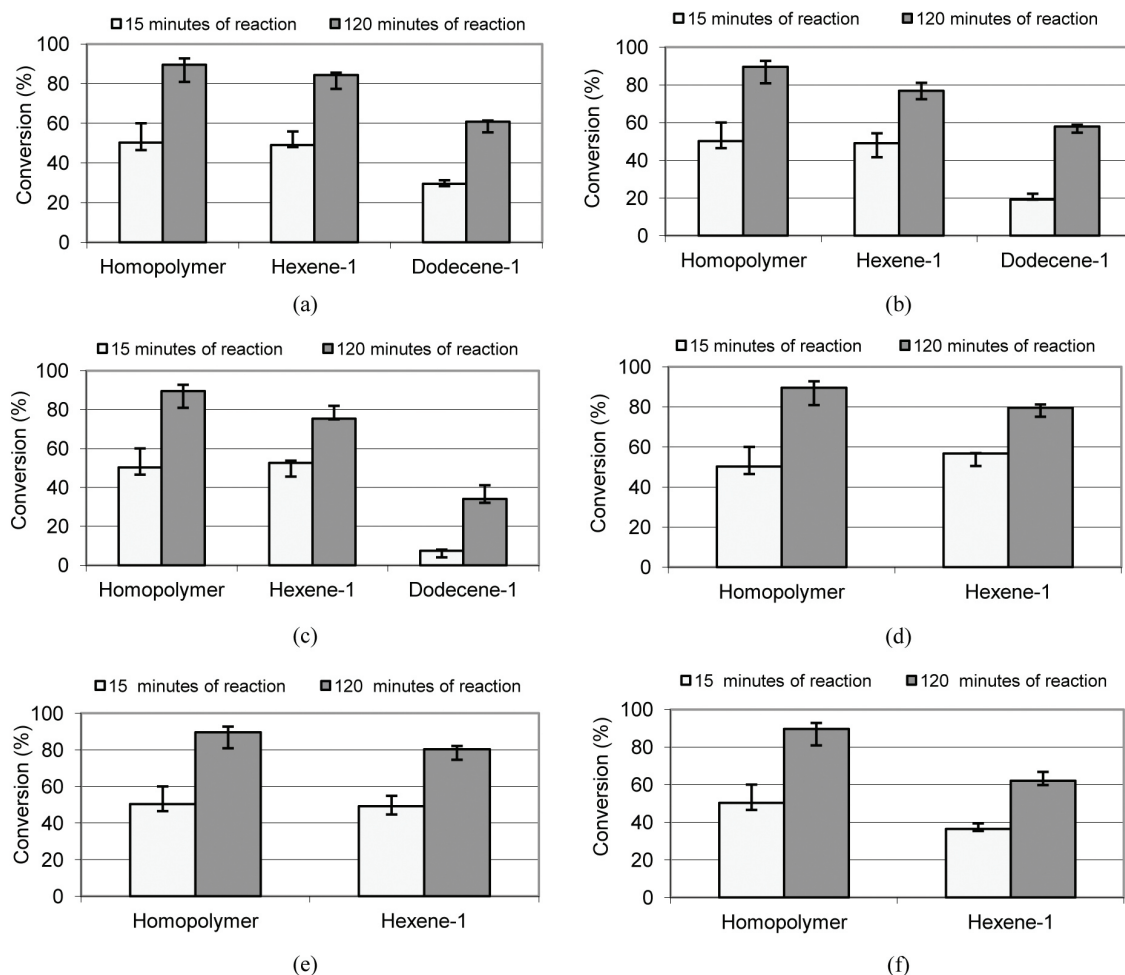 15 minutes of reaction 120 minutes of reaction
Conversion (%)
100
80
60
40
20
0
Homopolymer Hexene-1 Dodecene-1
(a)
15 minutes of reaction 120 minutes of reaction
Conversion (%)
100
80
60
40
20
0
Homopolymer Hexene-1 Dodecene-1
(b)
15 minutes of reaction 120 minutes of reaction
Conversion (%)
100
80
60
40
20
0
Homopolymer Hexene-1 Dodecene-1
(c)
15 minutes of reaction 120 minutes of reaction
Conversion (%)
100
80
60
40
20
0
Homopolymer Hexene-1
(d)
15 minutes of reaction 120 minutes of reaction
Conversion (%)
100
80
60
40
20
0
Homopolymer Hexene-1
(e)
15 minutes of reaction 120 minutes of reaction
Conversion (%)
100
80
60
40
20
0
Homopolymer Hexene-1
(f)